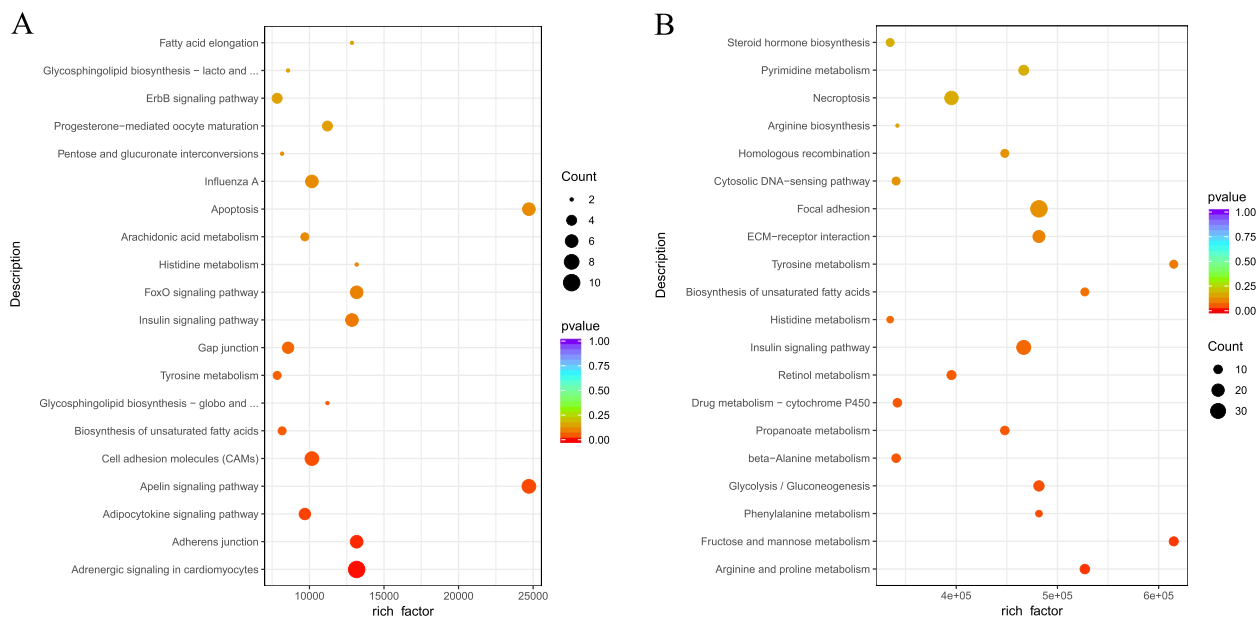 A
Fatty acid elongation
Glycosphingolipid biosynthesis − lacto and ...
ErbB signaling pathway
Progesterone−mediated oocyte maturation
Pentose and glucuronate interconversions
Influenza A
Apoptosis
Arachidonic acid metabolism
Histidine metabolism
FoxO signaling pathway
Insulin signaling pathway
Gap junction
Tyrosine metabolism
Glycosphingolipid biosynthesis − globo and ...
Biosynthesis of unsaturated fatty acids
Cell adhesion molecules (CAMs)
Apelin signaling pathway
Adipocytokine signaling pathway
Adherens junction
Adrenergic signaling in cardiomyocytes
Description
10000 15000 20000 25000
rich_factor
Count
2
4
6
8
10
pvalue
1.00
0.75
0.50
0.25
0.00
B
Steroid hormone biosynthesis
Pyrimidine metabolism
Necroptosis
Arginine biosynthesis
Homologous recombination
Cytosolic DNA−sensing pathway
Focal adhesion
ECM−receptor interaction
Tyrosine metabolism
Biosynthesis of unsaturated fatty acids
Histidine metabolism
Insulin signaling pathway
Retinol metabolism
Drug metabolism − cytochrome P450
Propanoate metabolism
beta−Alanine metabolism
Glycolysis / Gluconeogenesis
Phenylalanine metabolism
Fructose and mannose metabolism
Arginine and proline metabolism
Description
4e+05 5e+05 6e+05
rich_factor
pvalue
1.00
0.75
0.50
0.25
0.00
Count
10
20
30